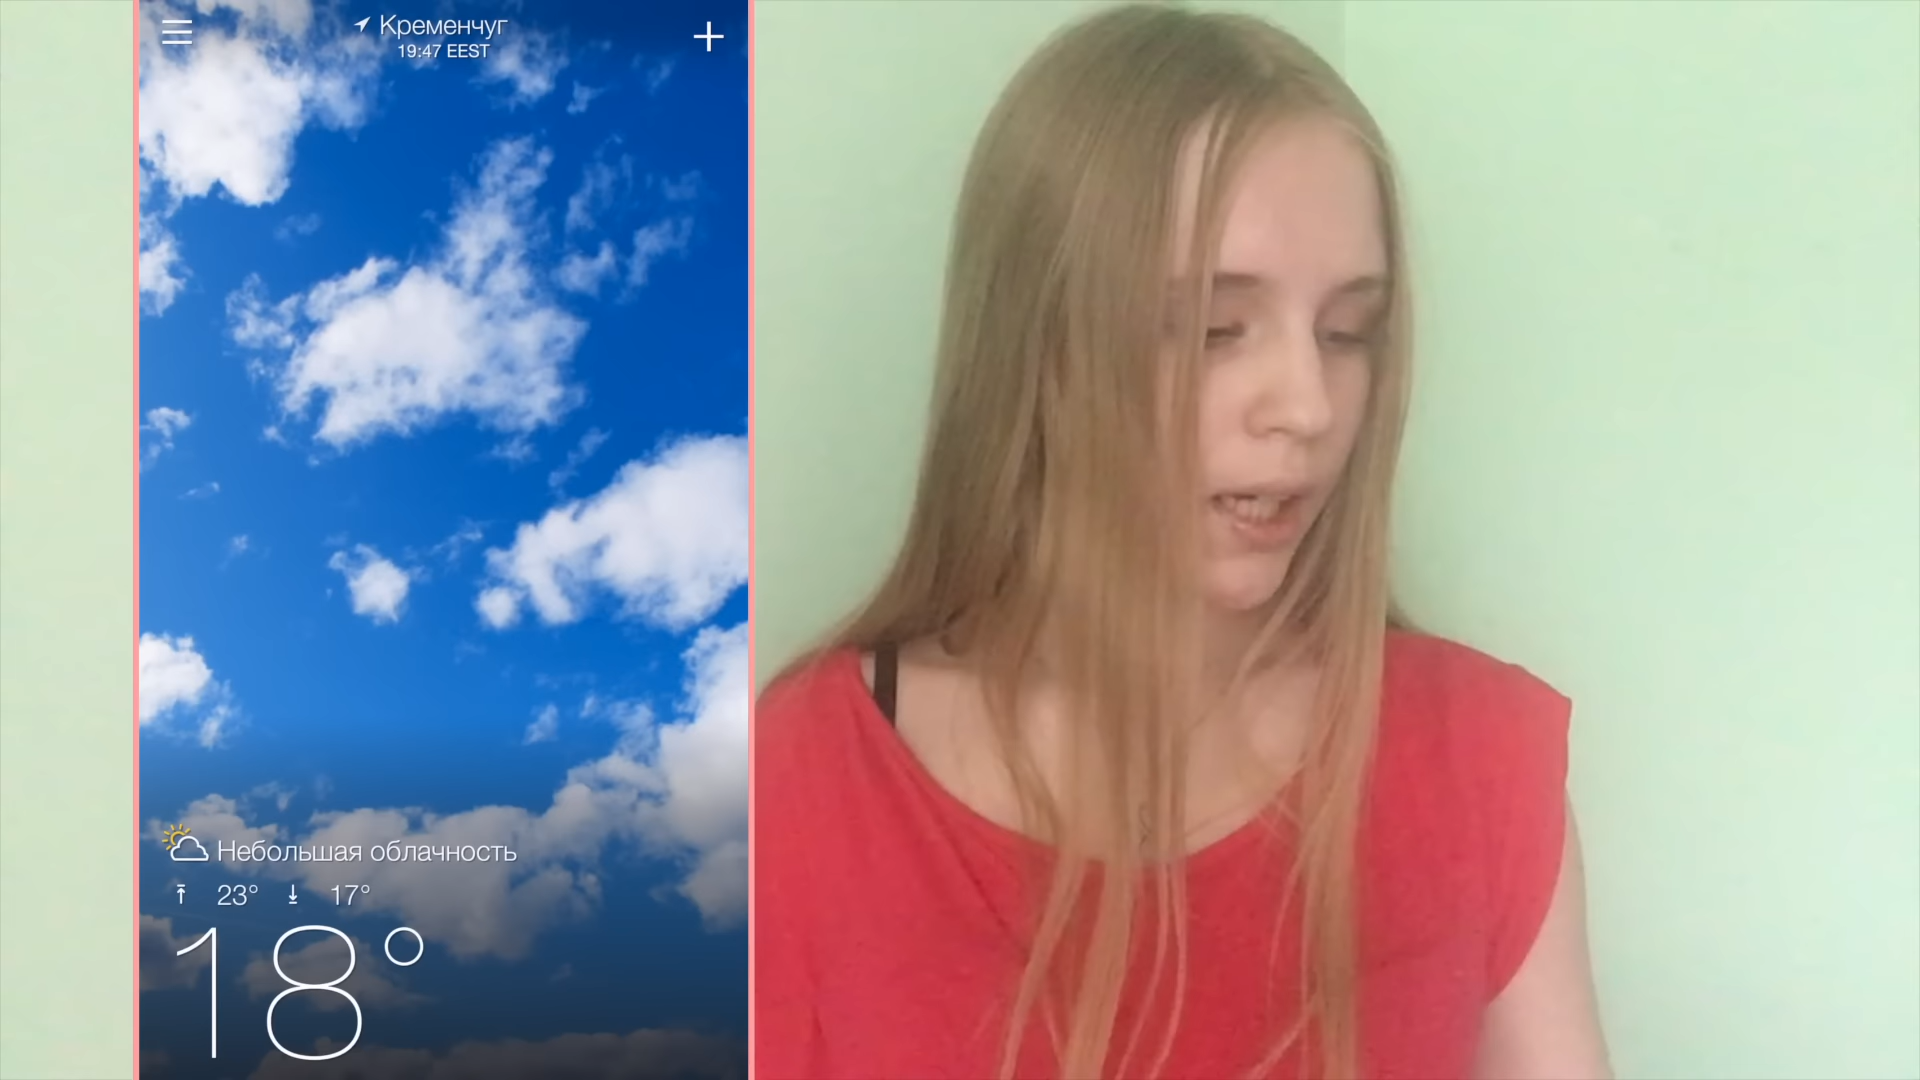 Кременчуг
19:47 EEST
Небольшая облачность
23° 17°
18°